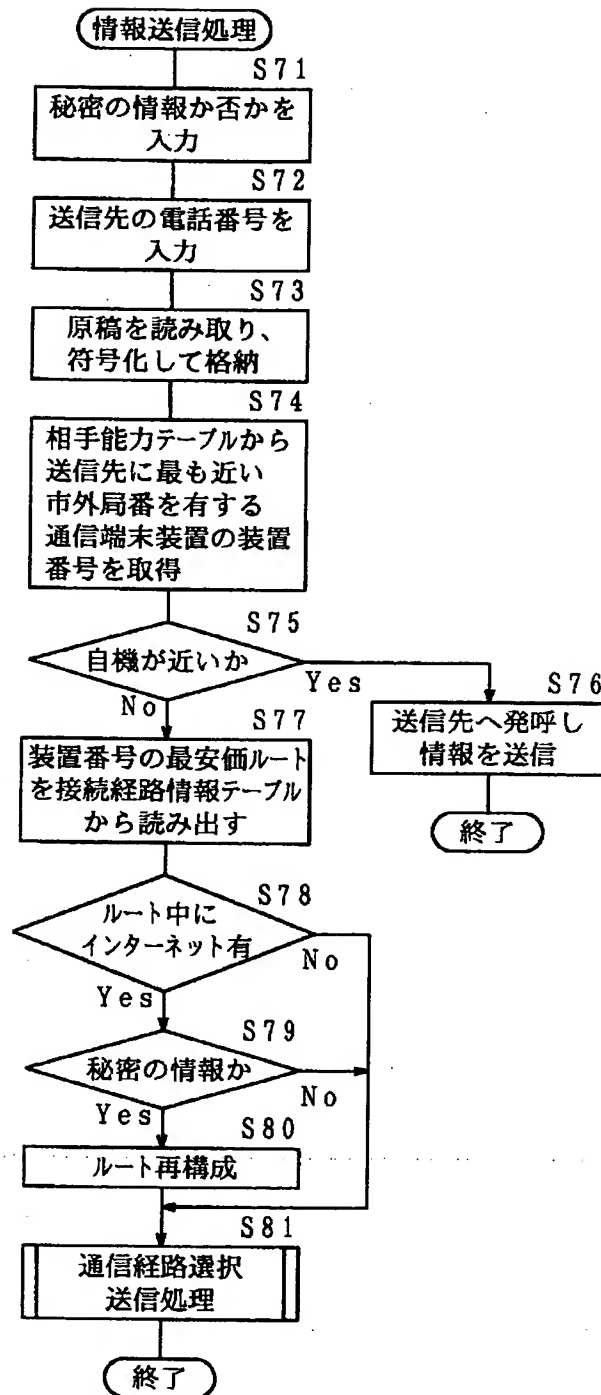 情報送信処理
S71
秘密の情報か否かを
入力
S72
送信先の電話番号を
入力
S73
原稿を読み取り、
符号化して格納
S74
相手能力テーブルから
送信先に最も近い
市外局番を有する
通信端末装置の装置
番号を取得
S75
自機が近いか
Yes
No
S76
送信先へ発呼し
情報を送信
終了
S77
装置番号の最安価ルート
を接続経路情報テーブル
から読み出す
S78
ルート中に
インターネット有
No
Yes
S79
秘密の情報か
No
Yes
S80
ルート再構成
S81
通信経路選択
送信処理
終了